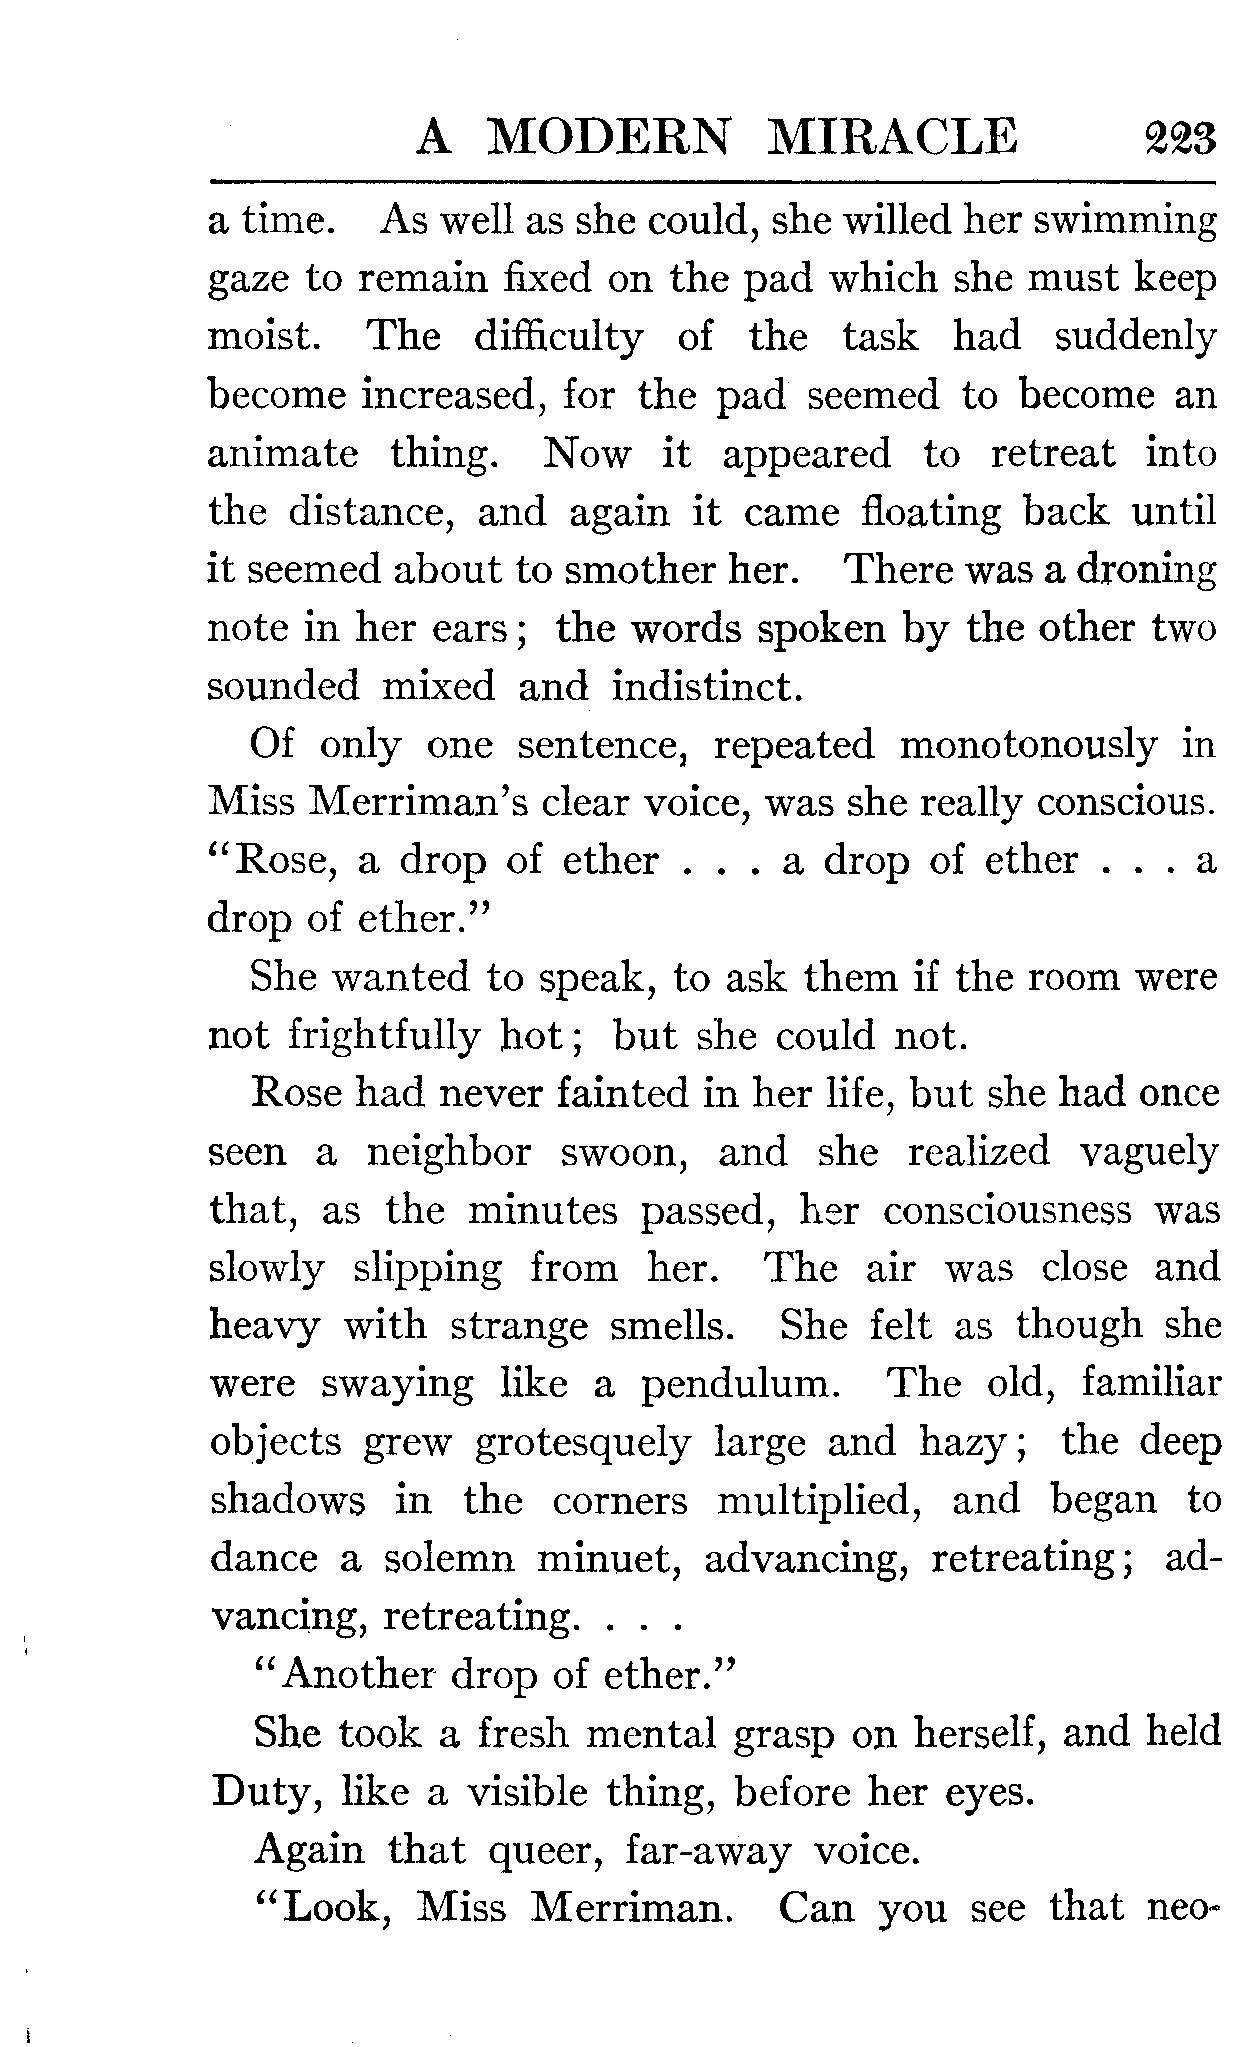 A MODERN MIRACLE 223
a time. As well as she could, she willed her swimming
gaze to remain fixed on the pad which she must keep
moist. The difficulty of the task had suddenly
become increased, for the pad seemed to become an
animate thing. Now it appeared to retreat into
the distance, and again it came floating back until
it seemed about to smother her. There was a droning
note in her ears; the words spoken by the other two
sounded mixed and indistinct.
Of only one sentence, repeated monotonously in
Miss Merriman's clear voice, was she really conscious.
"Rose, a drop of ether . . . a drop of ether . . . a
drop of ether."
She wanted to speak, to ask them if the room were
not frightfully hot; but she could not.
Rose had never fainted in her life, but she had once
seen a neighbor swoon, and she realized vaguely
that, as the minutes passed, her consciousness was
slowly slipping from her. The air was close and
heavy with strange smells. She felt as though she
were swaying like a pendulum. The old, familiar
objects grew grotesquely large and hazy; the deep
shadows in the corners multiplied, and began to
dance a solemn minuet, advancing, retreating; ad-
vancing, retreating. . . .
"Another drop of ether."
She took a fresh mental grasp on herself, and held
Duty, like a visible thing, before her eyes.
Again that queer, far-away voice.
"Look, Miss Merriman. Can you see that neo-